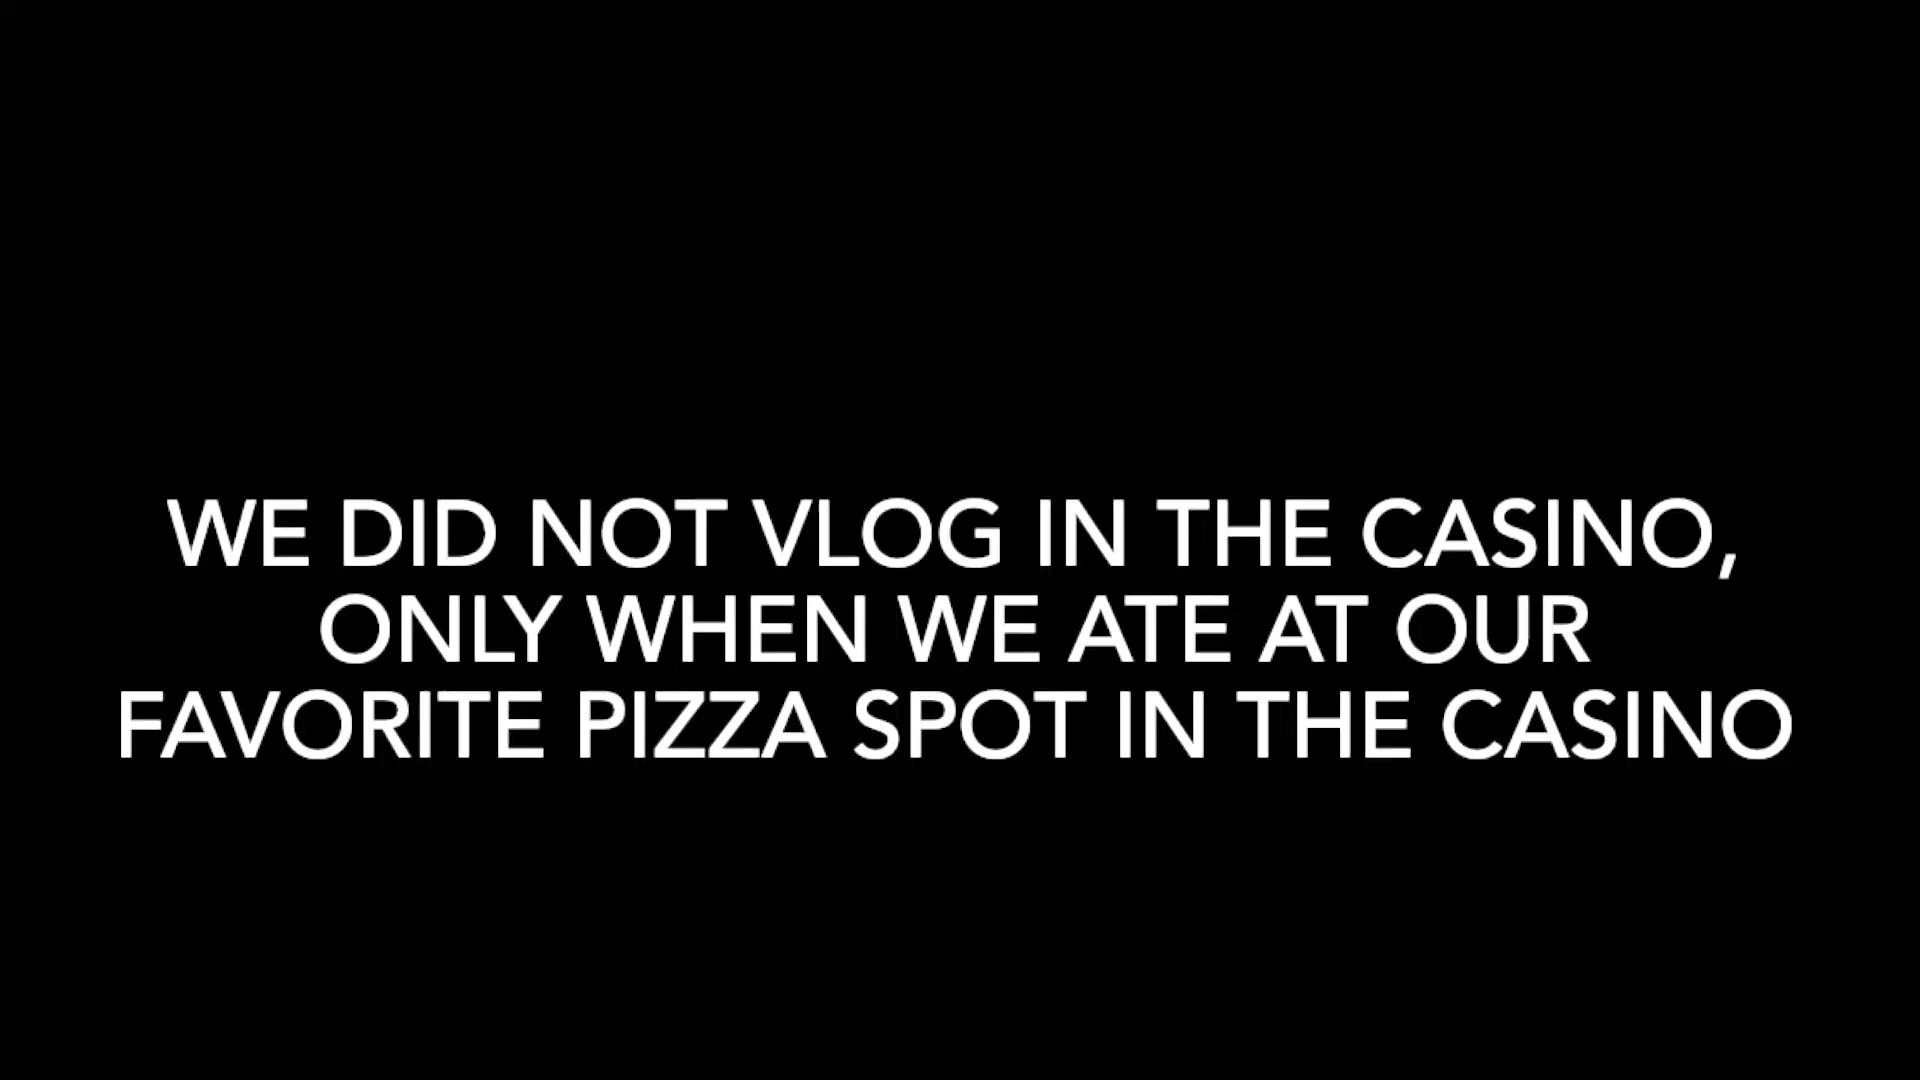 WE DID NOT VLOG IN THE CASINO,
ONLY WHEN WE ATE AT OUR
FAVORITE PIZZA SPOT IN THE CASINO